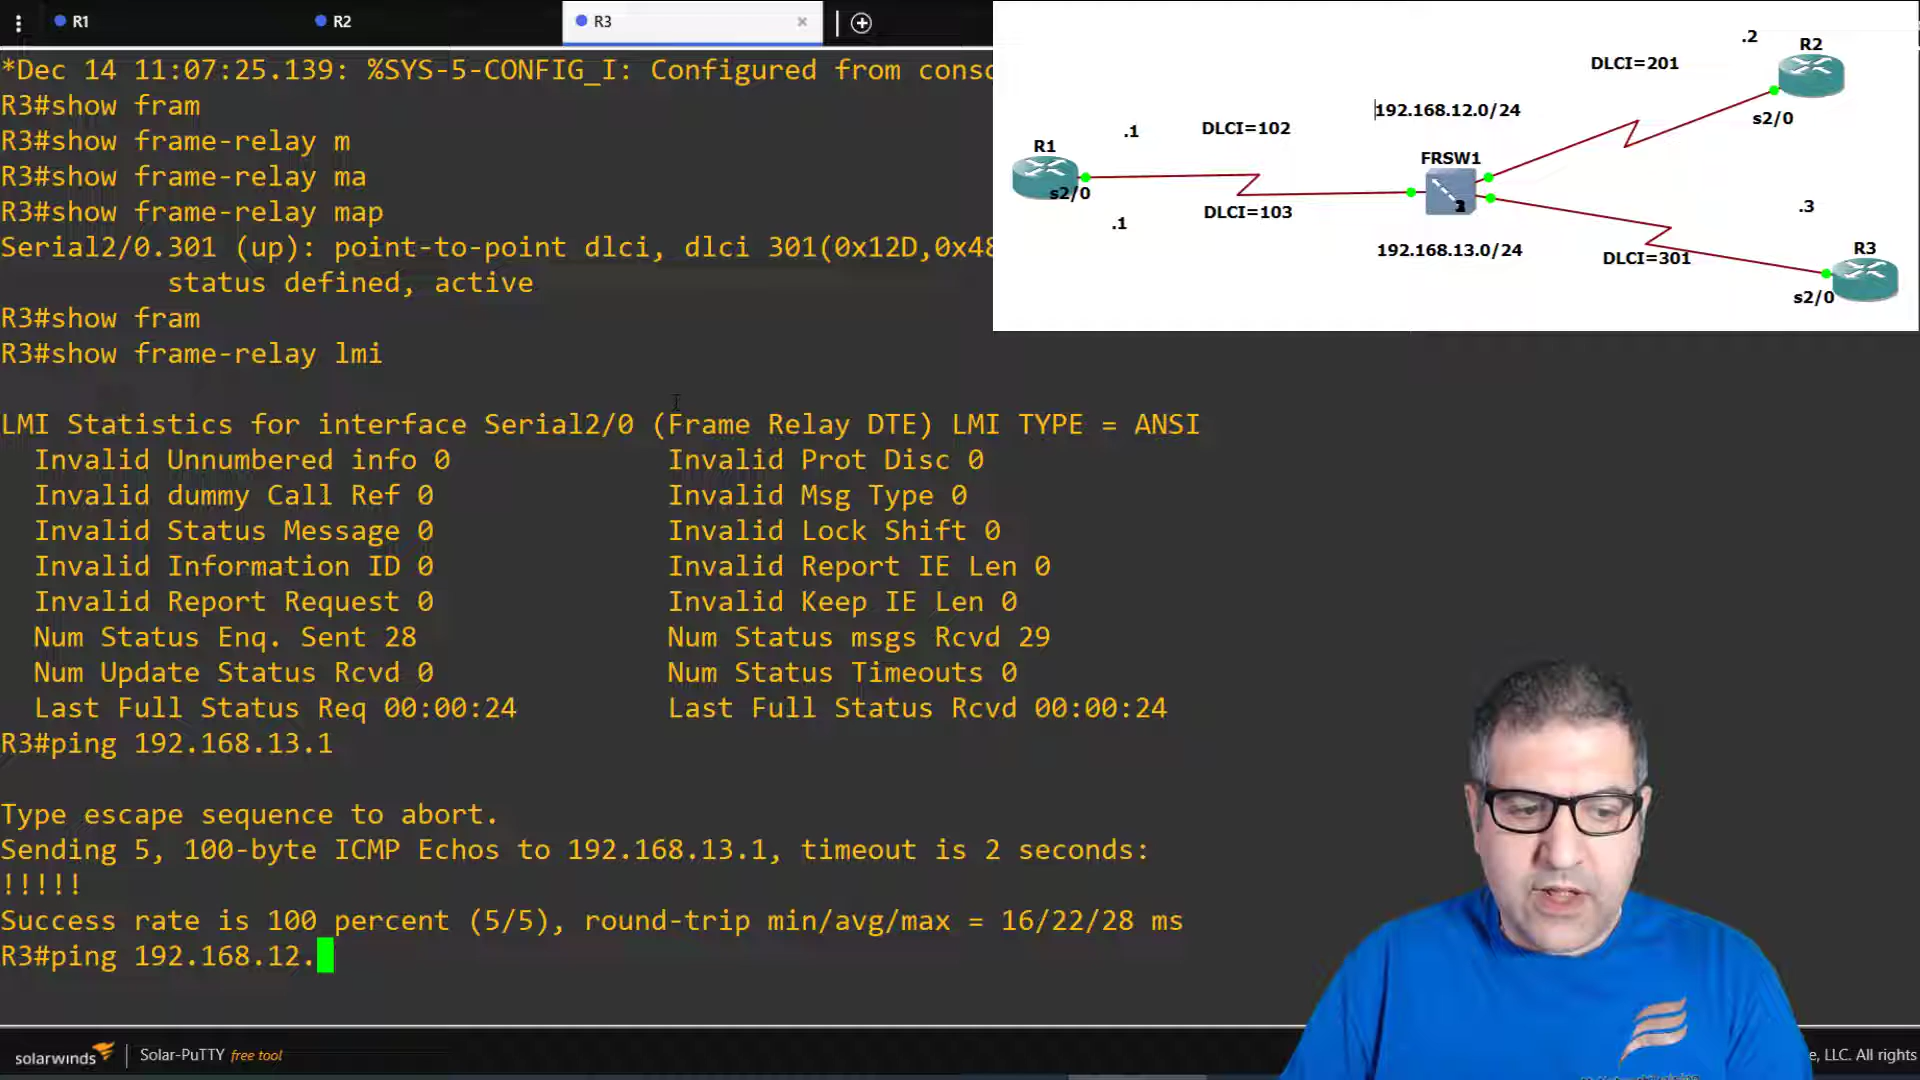 R1
R2
R3
*Dec 14 11:07:25.139: %SYS-5-CONFIG_I: Configured from conso
R3#show fram
R3#show frame-relay m
R3#show frame-relay ma
R3#show frame-relay map
Serial2/0.301 (up): point-to-point dlci, dlci 301(0x12D,0x48
status defined, active
R3#show fram
R3#show frame-relay lmi
LMI Statistics for interface Serial2/0 (Frame Relay DTE) LMI TYPE = ANSI
Invalid Unnumbered info 0 Invalid Prot Disc 0
Invalid dummy Call Ref 0 Invalid Msg Type 0
Invalid Status Message 0 Invalid Lock Shift 0
Invalid Information ID 0 Invalid Report IE Len 0
Invalid Report Request 0 Invalid Keep IE Len 0
Num Status Enq. Sent 28 Num Status msgs Rcvd 29
Num Update Status Rcvd 0 Num Status Timeouts 0
Last Full Status Req 00:00:24 Last Full Status Rcvd 00:00:24
R3#ping 192.168.13.1
Type escape sequence to abort.
Sending 5, 100-byte ICMP Echos to 192.168.13.1, timeout is 2 seconds:
!!!!!
Success rate is 100 percent (5/5), round-trip min/avg/max = 16/22/28 ms
R3#ping 192.168.12.
.2
R2
DLCI=201
192.168.12.0/24
s2/0
.1
DLCI=102
R1
FRSW1
s2/0
DLCI=103
.3
.1
192.168.13.0/24
DLCI=301
R3
s2/0
solarwinds
Solar-PuTTY free tool
LLC. All rights